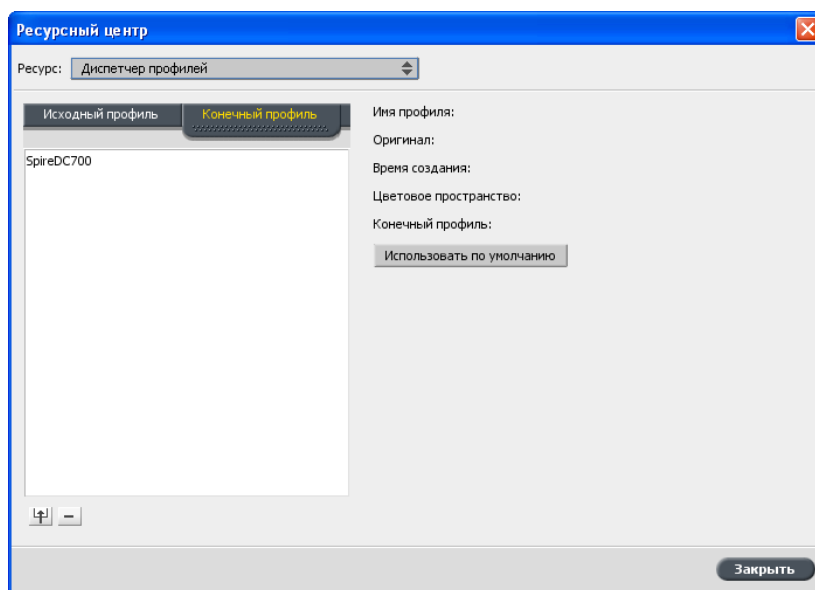 Ресурсный центр
Ресурс: Диспетчер профилей
Исходный профиль Конечный профиль
SpireDC700
Имя профиля:
Оригинал:
Время создания:
Цветовое пространство:
Конечный профиль:
Использовать по умолчанию
Закрыть